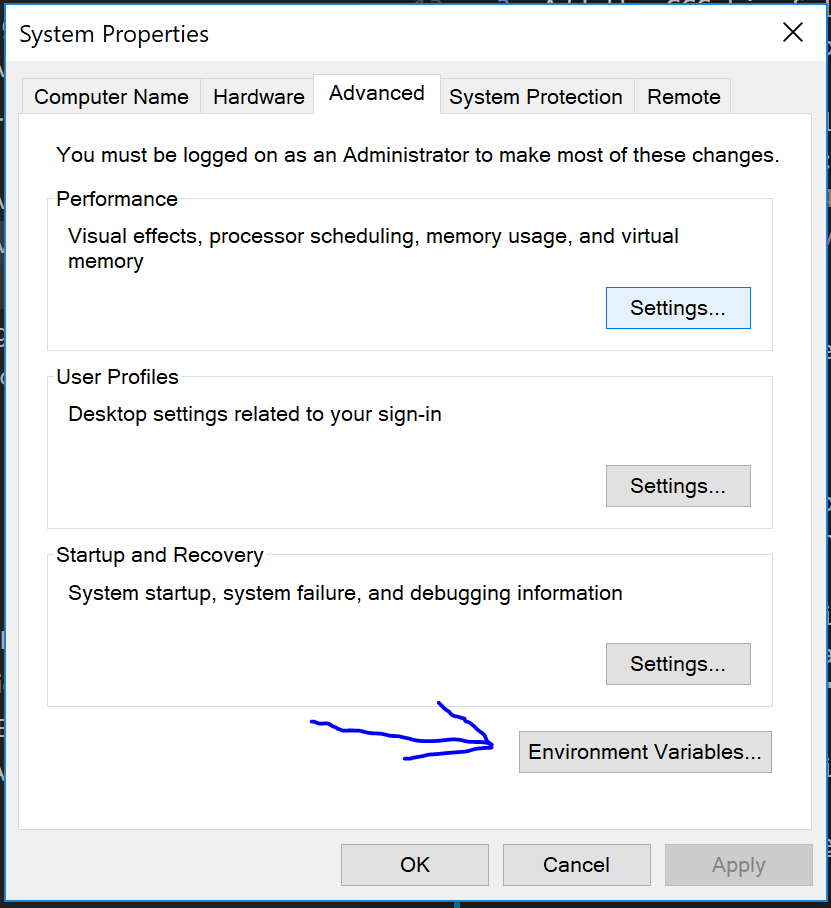 System Properties
Computer Name
Hardware
Advanced
System Protection
Remote
You must be logged on as an Administrator to make most of these changes.
Performance
Visual effects, processor scheduling, memory usage, and virtual
memory
Settings...
User Profiles
Desktop settings related to your sign-in
Settings...
Startup and Recovery
System startup, system failure, and debugging information
Settings...
Environment Variables...
OK
Cancel
Apply